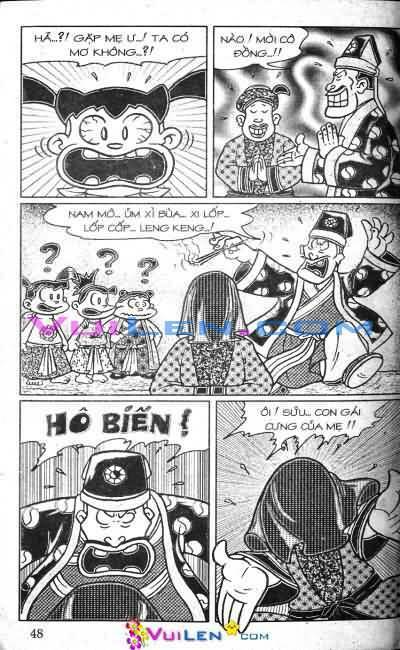 HÃ...?! GẶP MẸ Ư...! TA CÓ
MƠ KHÔNG...?!
NÀO! MỜI CÔ
ĐỒNG...!!
NAM MÔ... ÚM XÌ BÙA... XI LỐP...
LỐP CỐP... LENG KENG...!
? ? ?
VUILEN.COM
HÔ BIẾN!
ÔI! SỬU... CON GÁI
CƯNG CỦA MẸ!!
48
VUILEN.COM